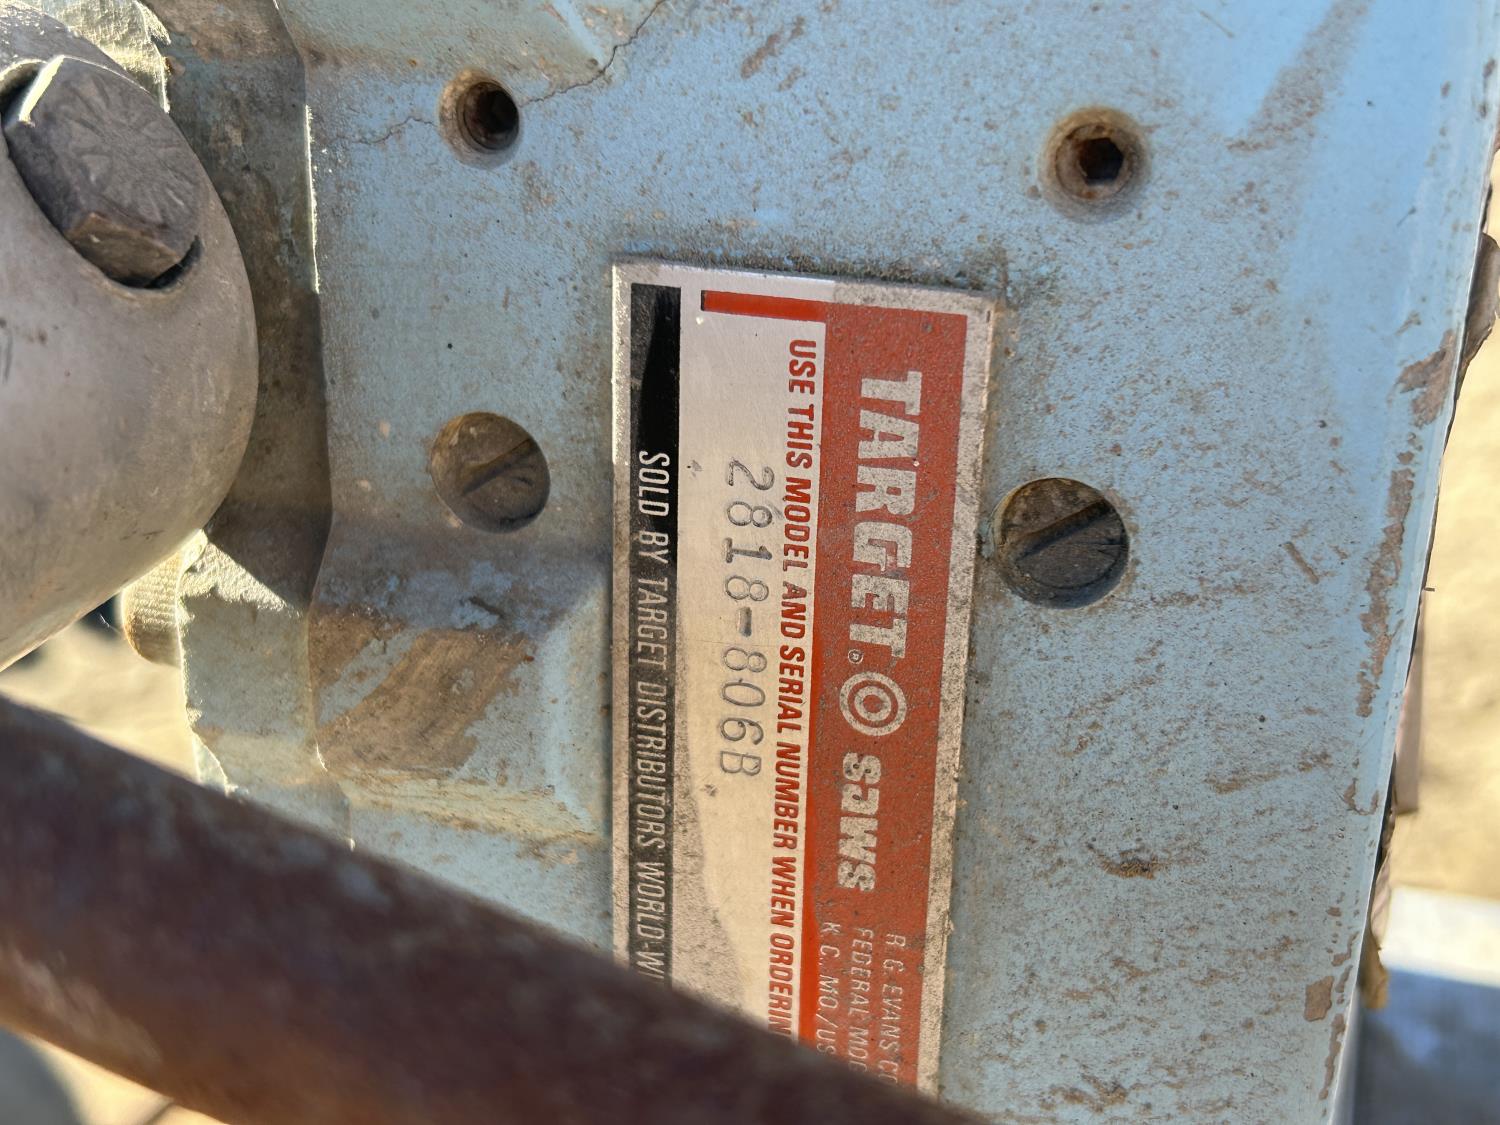 TARGET® saws
R.G. EVANS CO
FEDERAL MOG
K.C., MO./US
USE THIS MODEL AND SERIAL NUMBER WHEN ORDERIN
2818-806B
SOLD BY TARGET DISTRIBUTORS WORLD-WI